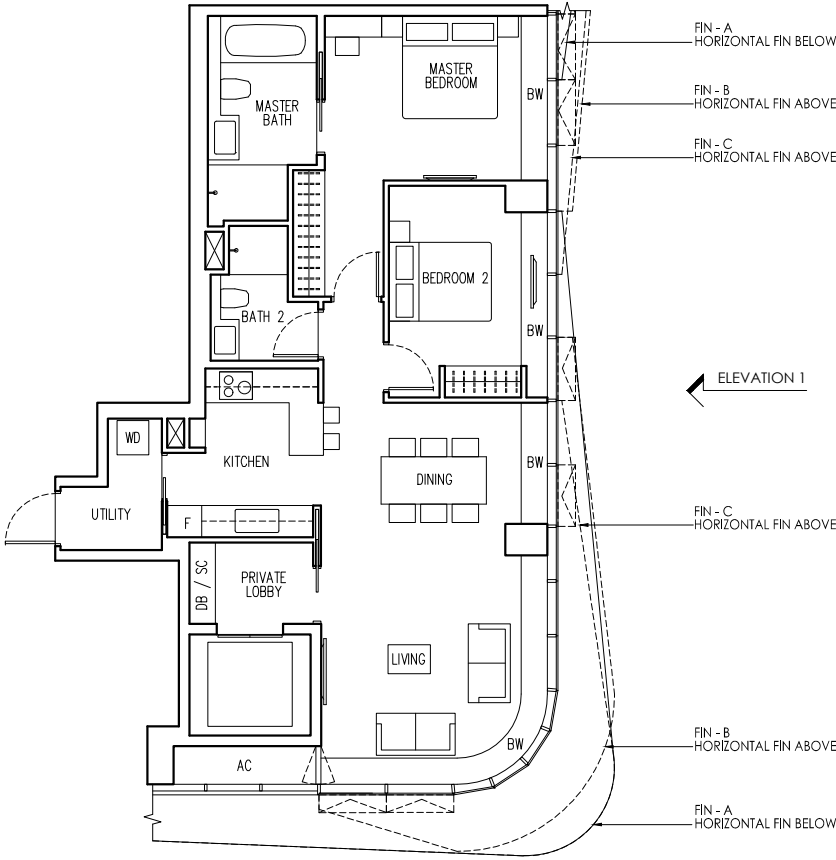 FIN - A
HORIZONTAL FIN BELOW
MASTER
BEDROOM
BW
FIN - B
HORIZONTAL FIN ABOVE
MASTER
BATH
FIN - C
HORIZONTAL FIN ABOVE
BEDROOM 2
BATH 2
BW
ELEVATION 1
WD
KITCHEN
BW
DINING
UTILITY
F
FIN - C
HORIZONTAL FIN ABOVE
DB / SC
PRIVATE
LOBBY
LIVING
BW
FIN - B
HORIZONTAL FIN ABOVE
AC
FIN - A
HORIZONTAL FIN BELOW